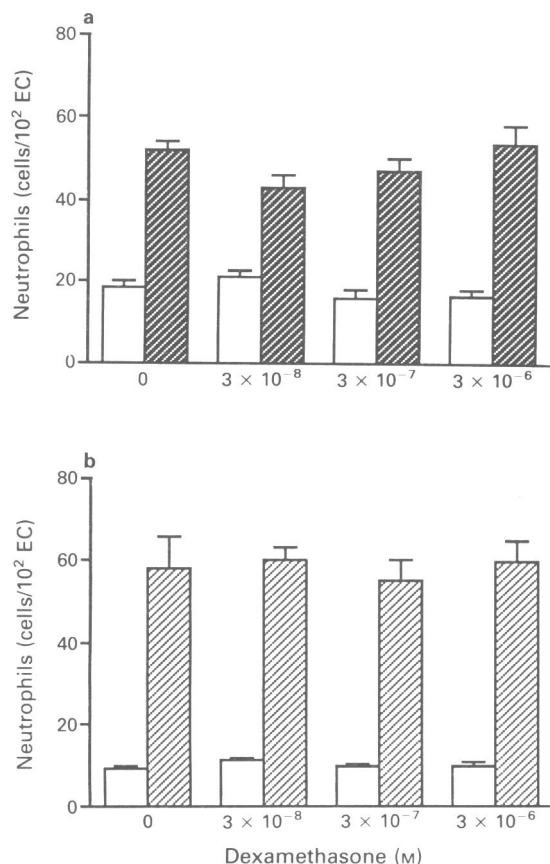 a
80
60
40
20
0
Neutrophils (cells/10² EC)
0 3 × 10⁻⁸ 3 × 10⁻⁷ 3 × 10⁻⁶
b
80
60
40
20
0
Neutrophils (cells/10² EC)
0 3 × 10⁻⁸ 3 × 10⁻⁷ 3 × 10⁻⁶
Dexamethasone (M)